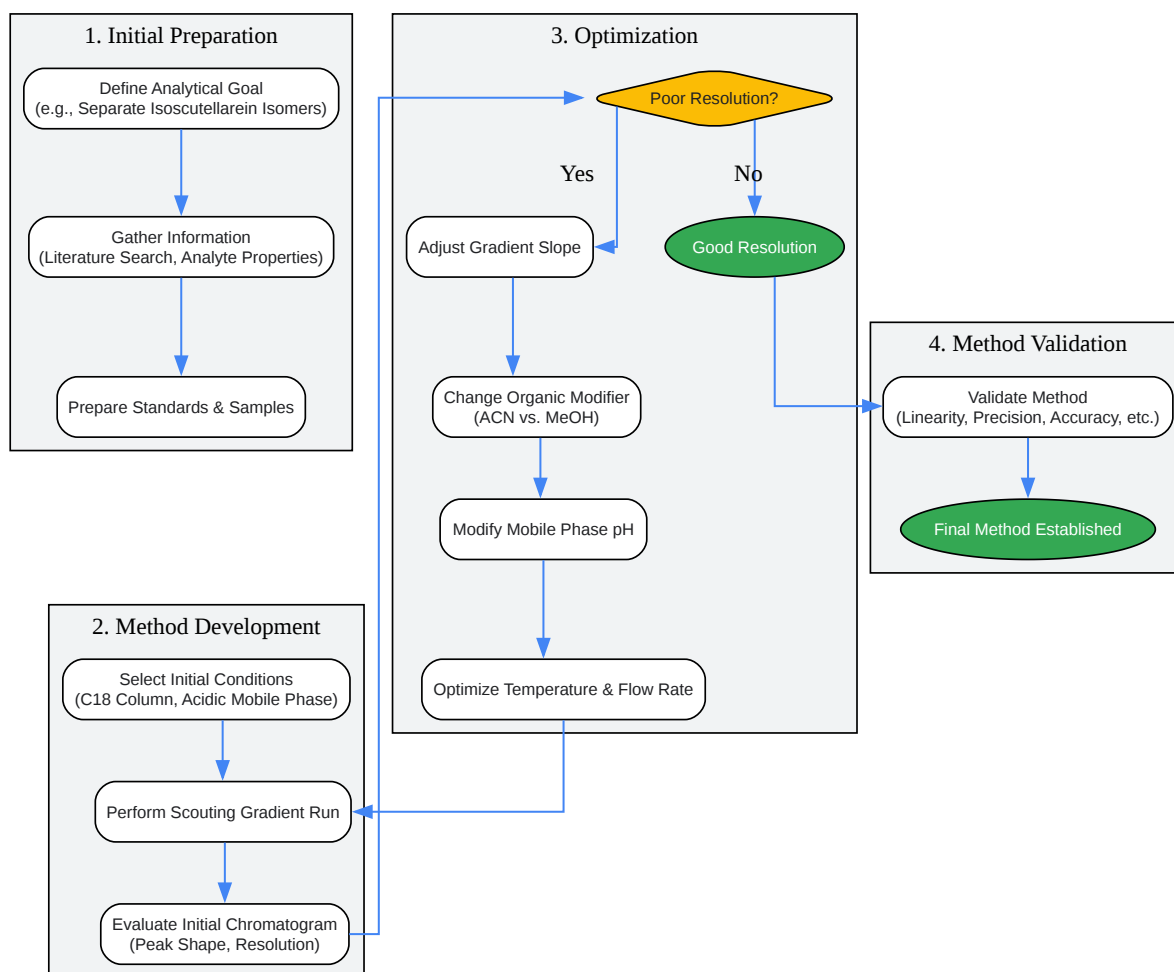 1. Initial Preparation
Define Analytical Goal
(e.g., Separate Isoscutellarein Isomers)
Gather Information
(Literature Search, Analyte Properties)
Prepare Standards & Samples
2. Method Development
Select Initial Conditions
(C18 Column, Acidic Mobile Phase)
Perform Scouting Gradient Run
Evaluate Initial Chromatogram
(Peak Shape, Resolution)
3. Optimization
Poor Resolution?
Yes
No
Adjust Gradient Slope
Good Resolution
Change Organic Modifier
(ACN vs. MeOH)
Modify Mobile Phase pH
Optimize Temperature & Flow Rate
4. Method Validation
Validate Method
(Linearity, Precision, Accuracy, etc.)
Final Method Established